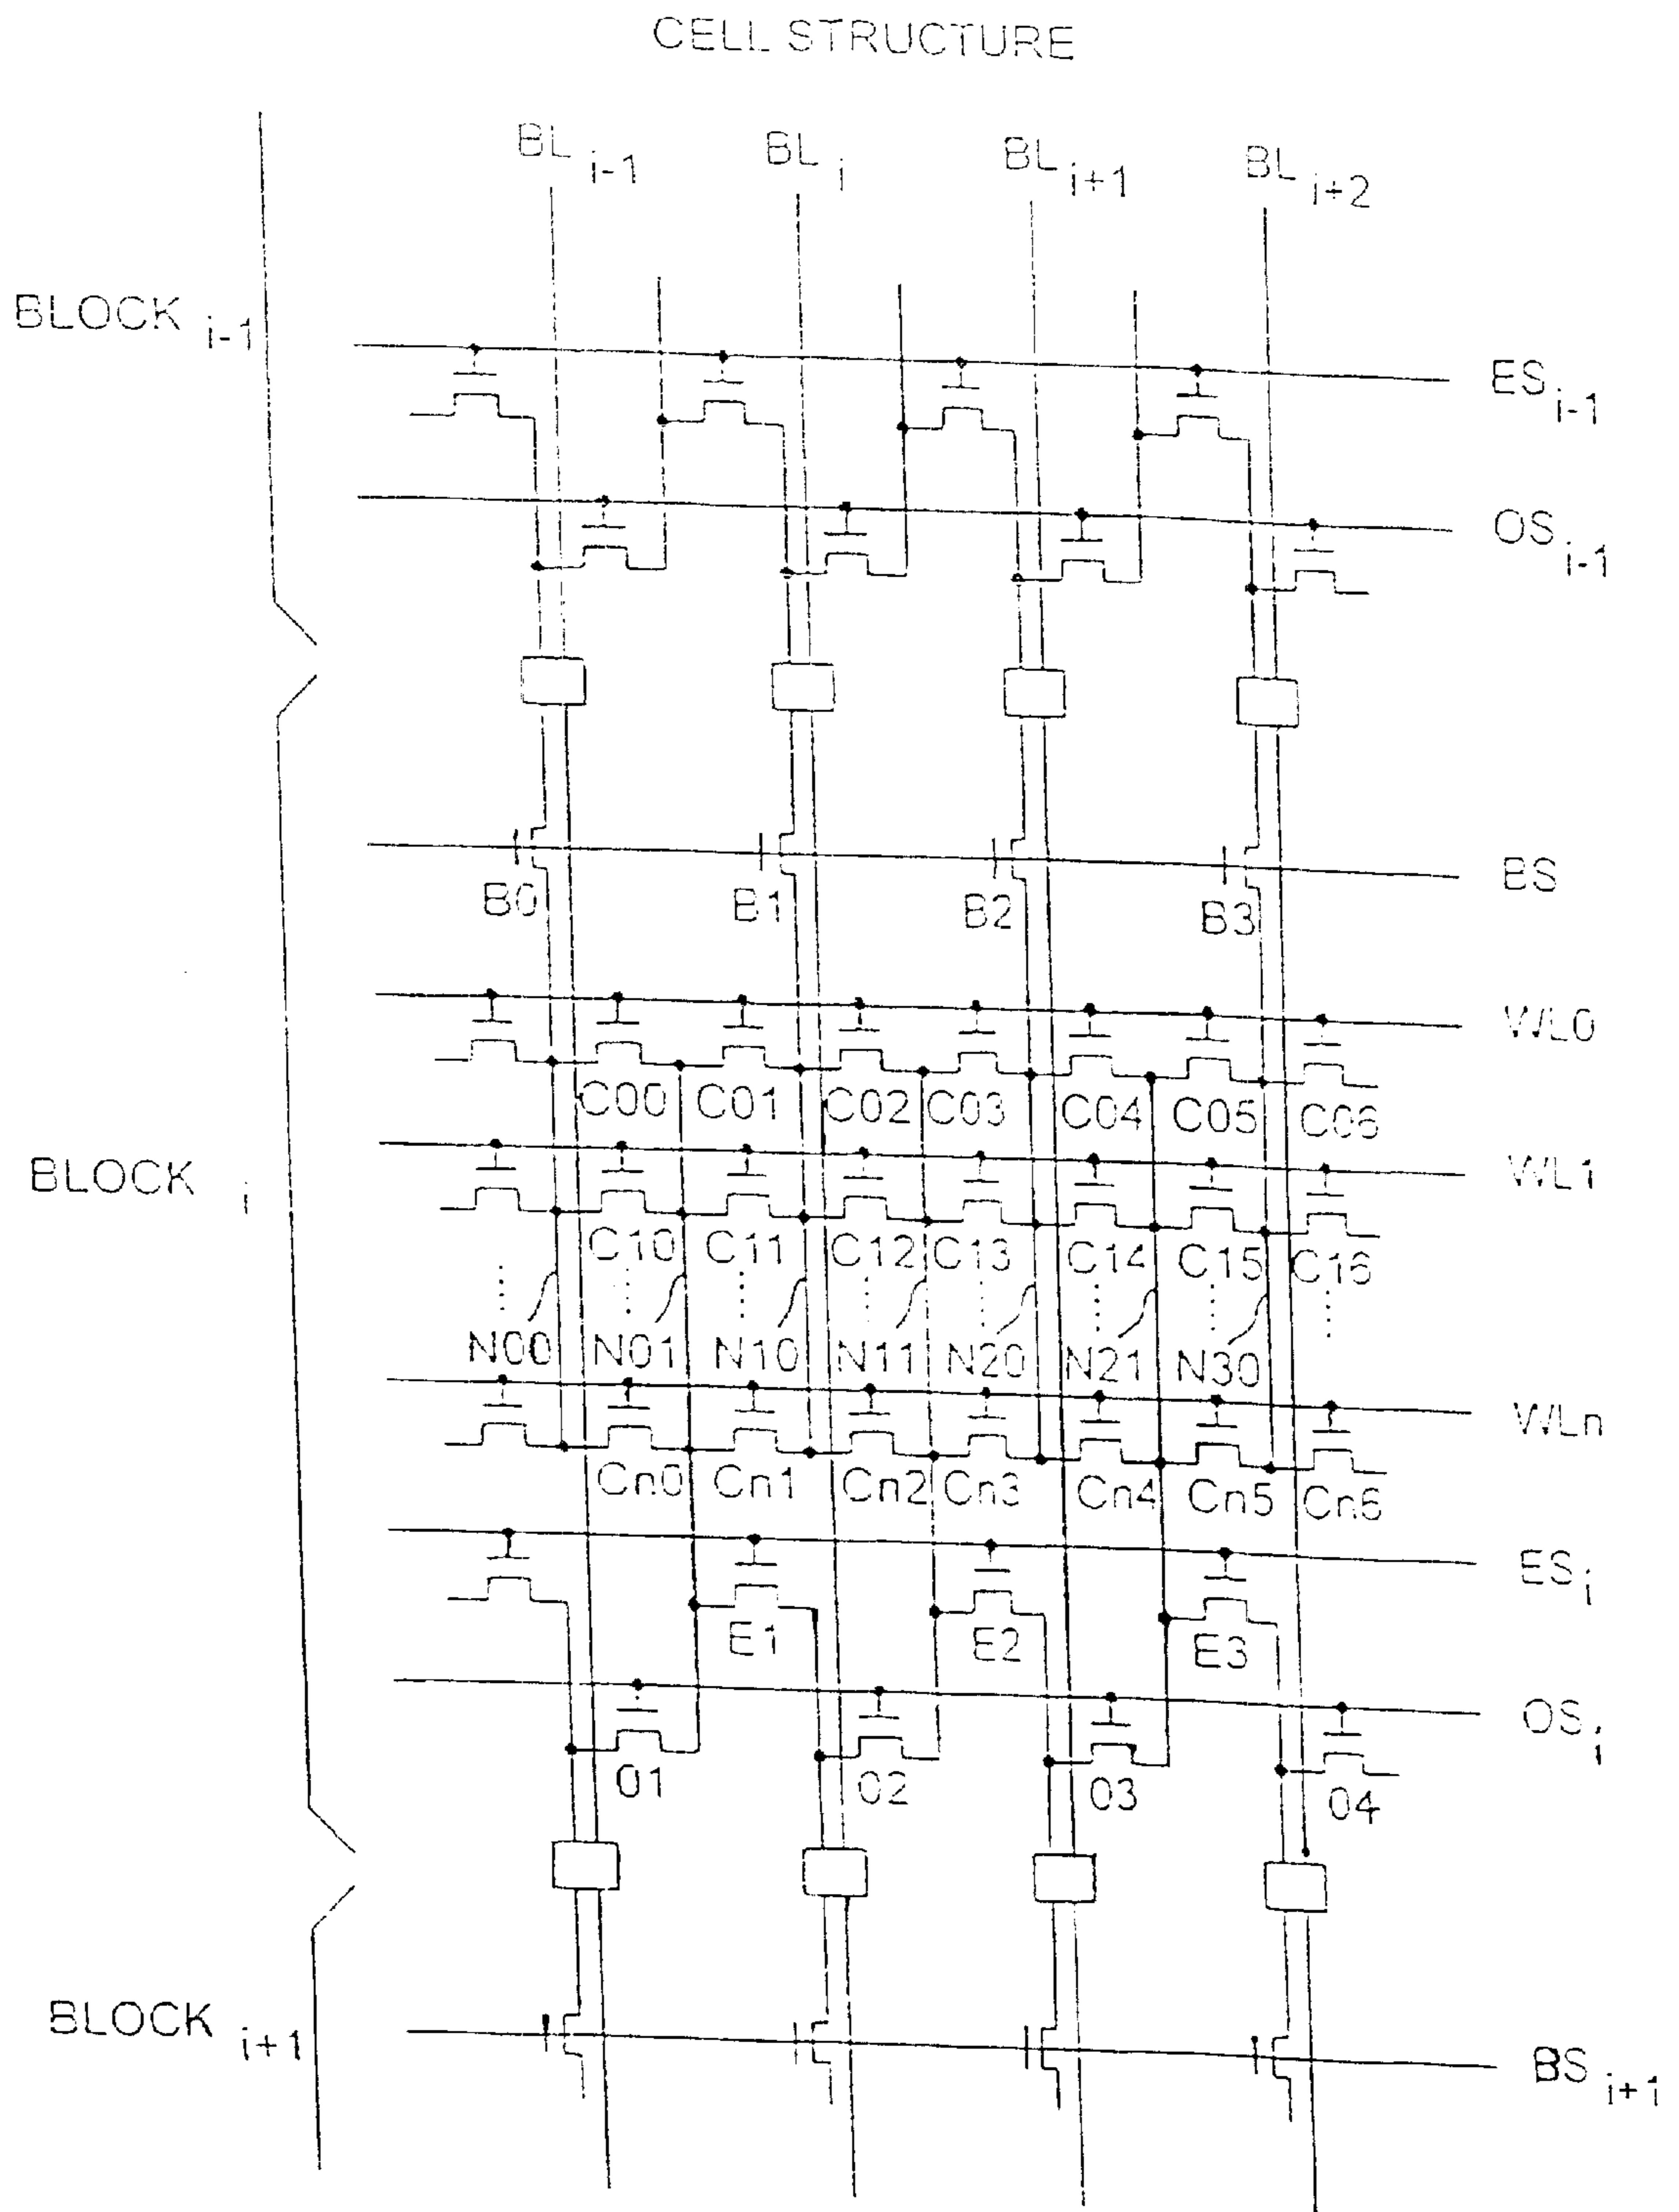 CELL STRUCTURE
BL i-1 BL i BL i+1 BL i+2
BLOCK i-1
ES i-1
OS i-1
BS
B0 B1 B2 B3
WL0
C00 C01 C02 C03 C04 C05 C06
BLOCK i
WL1
C10 C11 C12 C13 C14 C15 C16
N00 N01 N10 N11 N20 N21 N30
WLn
Cn0 Cn1 Cn2 Cn3 Cn4 Cn5 Cn6
ES i
E1 E2 E3
OS i
01 02 03 04
BLOCK i+1
BS i+1